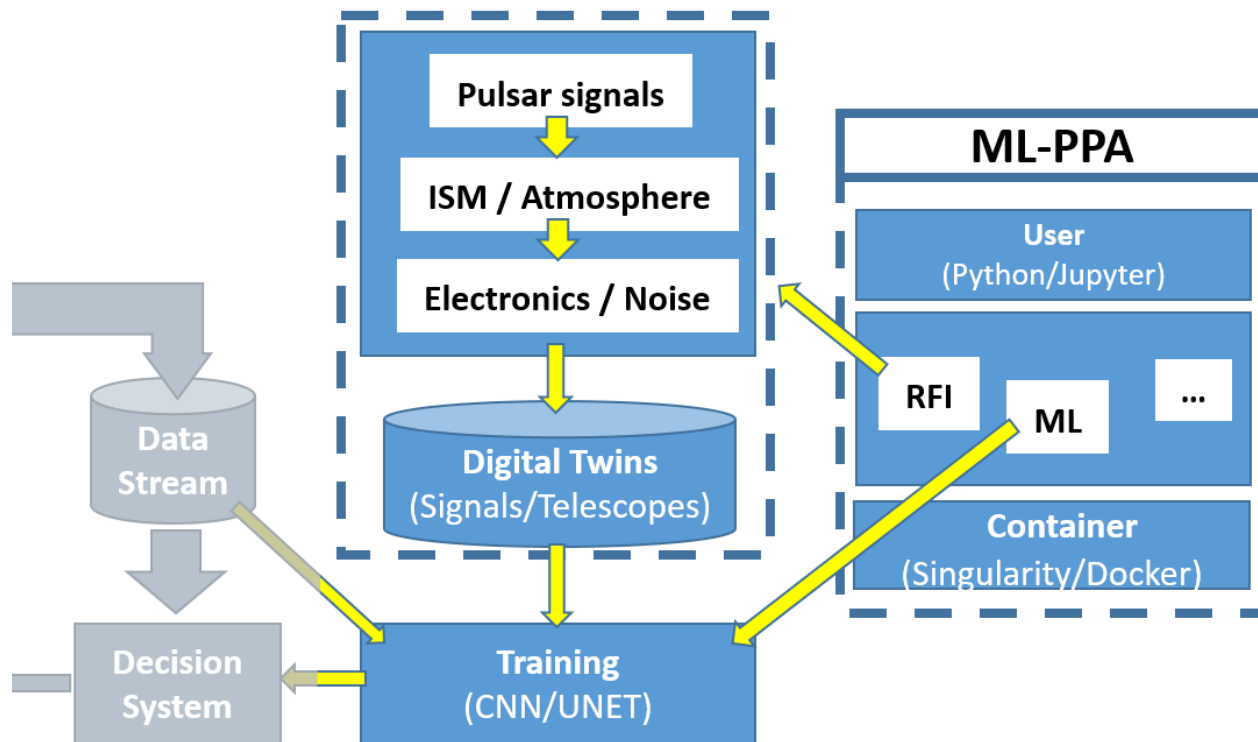 Pulsar signals
ISM / Atmosphere
Electronics / Noise
Digital Twins
(Signals/Telescopes)
Training
(CNN/UNET)
Data
Stream
Decision
System
ML-PPA
User
(Python/Jupyter)
RFI
ML
...
Container
(Singularity/Docker)